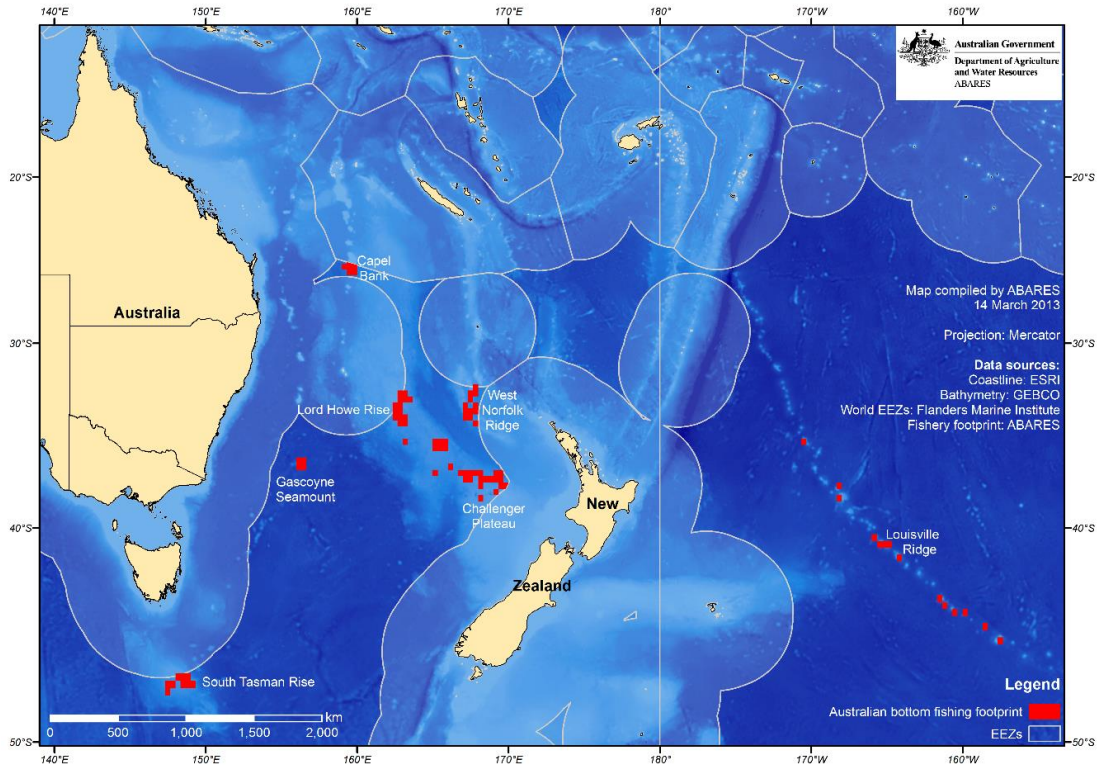 140°E 150°E 160°E 170°E 180° 170°W 160°W
Australian Government
Department of Agriculture
and Water Resources
ABARES
20°S 20°S
Capel
Bank
Map compiled by ABARES
14 March 2013
Australia
Projection: Mercator
30°S 30°S
Data sources:
Coastline: ESRI
Bathymetry: GEBCO
World EEZs: Flanders Marine Institute
Fishery footprint: ABARES
Lord Howe Rise
West
Norfolk
Ridge
Gascoyne
Seamount
Challenger
Plateau
New
40°S 40°S
Louisville
Ridge
Zealand
South Tasman Rise
Legend
Australian bottom fishing footprint
EEZs
km
0 500 1,000 1,500 2,000
50°S 50°S
140°E 150°E 160°E 170°E 180° 170°W 160°W